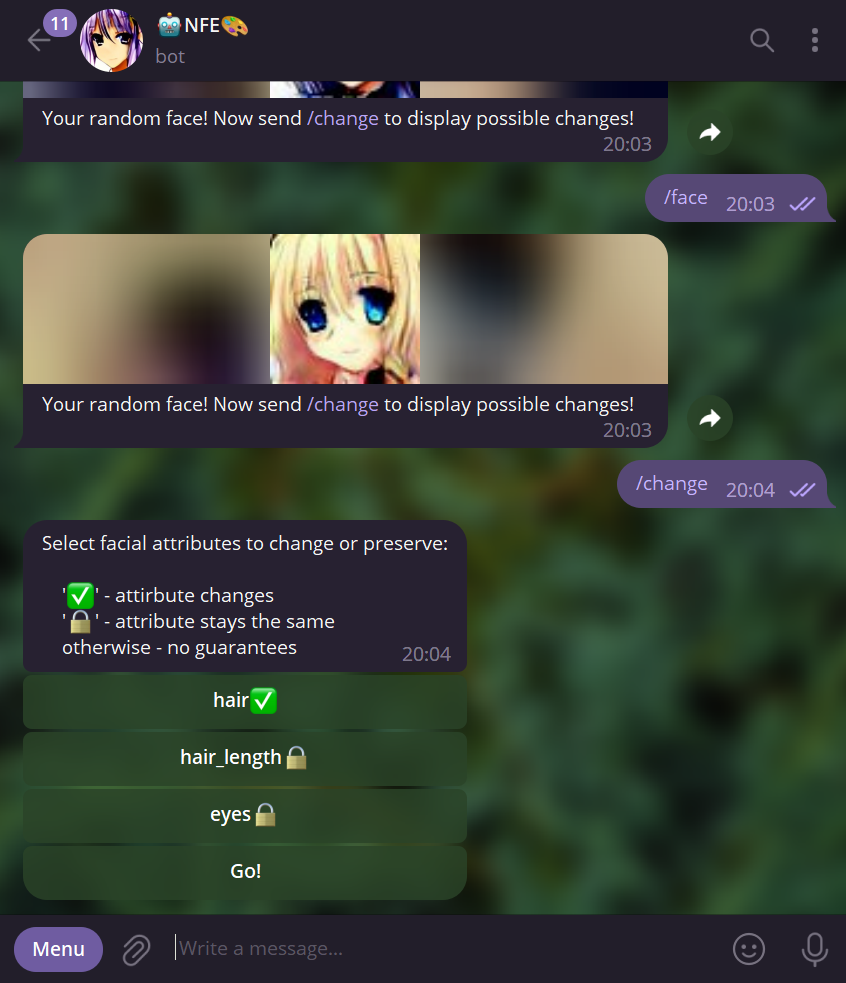 11
🤖NFE🎨
bot
Your random face! Now send /change to display possible changes!
20:03
/face 20:03
Your random face! Now send /change to display possible changes!
20:03
/change 20:04
Select facial attributes to change or preserve:
'✅' - attirbute changes
'🔒' - attribute stays the same
otherwise - no guarantees
20:04
hair✅
hair_length🔒
eyes🔒
Go!
Menu
Write a message...